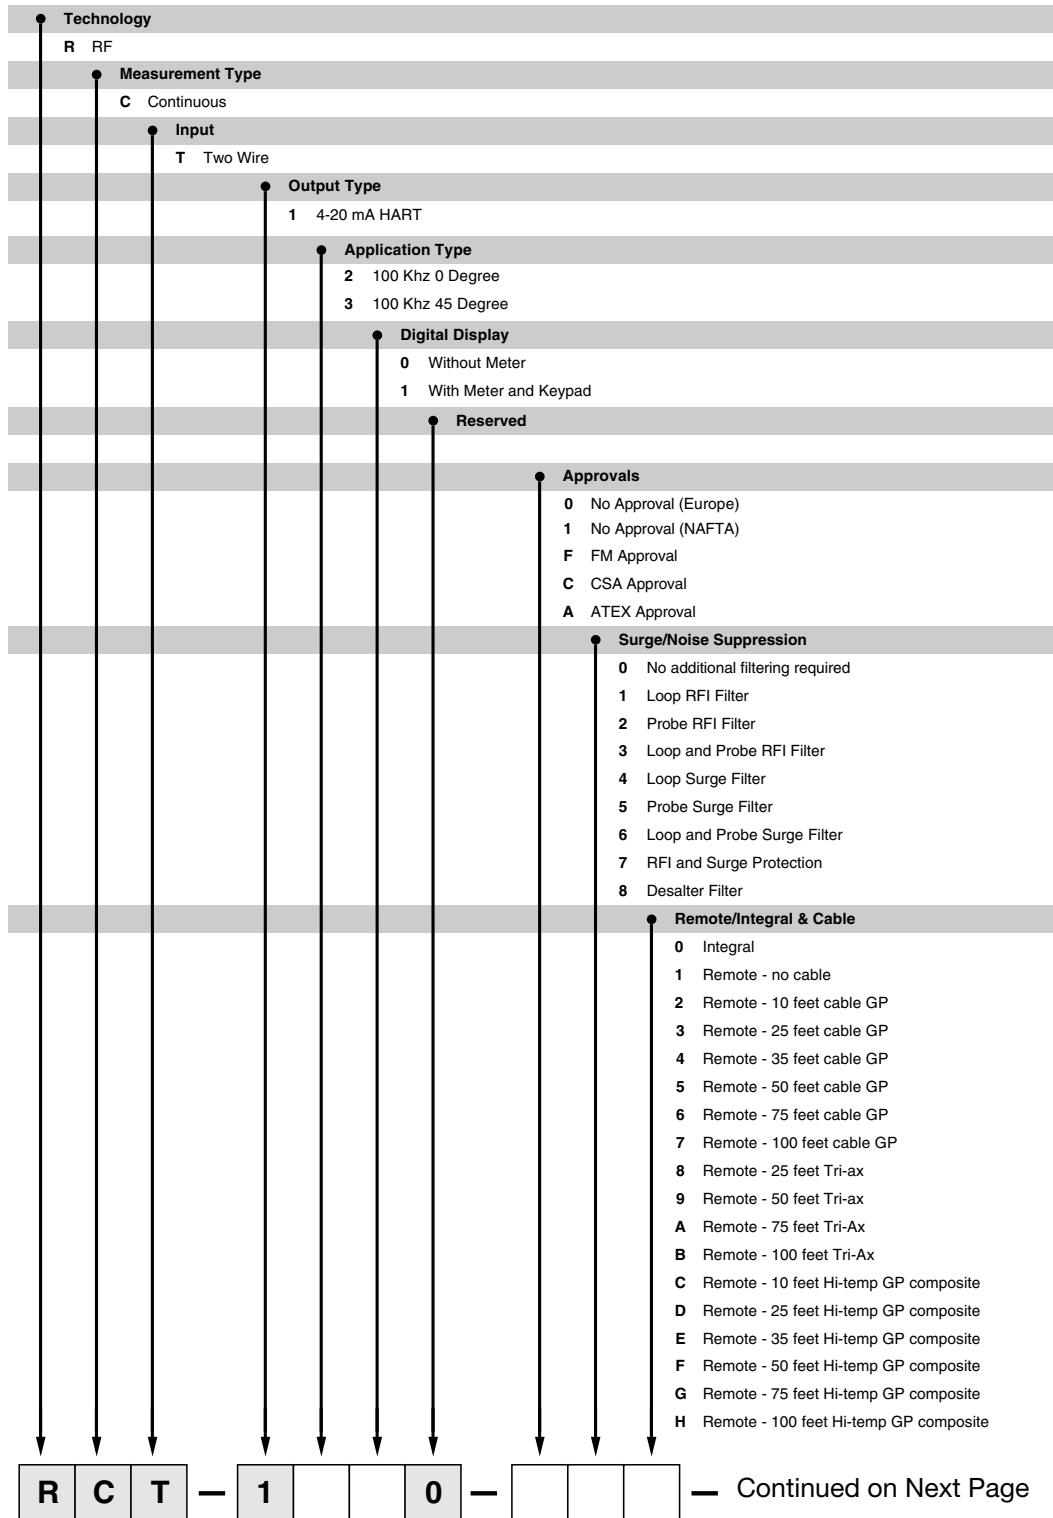 Technology
R RF
Measurement Type
C Continuous
Input
T Two Wire
Output Type
1 4-20 mA HART
Application Type
2 100 Khz 0 Degree
3 100 Khz 45 Degree
Digital Display
0 Without Meter
1 With Meter and Keypad
Reserved
Approvals
0 No Approval (Europe)
1 No Approval (NAFTA)
F FM Approval
C CSA Approval
A ATEX Approval
Surge/Noise Suppression
0 No additional filtering required
1 Loop RFI Filter
2 Probe RFI Filter
3 Loop and Probe RFI Filter
4 Loop Surge Filter
5 Probe Surge Filter
6 Loop and Probe Surge Filter
7 RFI and Surge Protection
8 Desalter Filter
Remote/Integral & Cable
0 Integral
1 Remote - no cable
2 Remote - 10 feet cable GP
3 Remote - 25 feet cable GP
4 Remote - 35 feet cable GP
5 Remote - 50 feet cable GP
6 Remote - 75 feet cable GP
7 Remote - 100 feet cable GP
8 Remote - 25 feet Tri-ax
9 Remote - 50 feet Tri-ax
A Remote - 75 feet Tri-Ax
B Remote - 100 feet Tri-Ax
C Remote - 10 feet Hi-temp GP composite
D Remote - 25 feet Hi-temp GP composite
E Remote - 35 feet Hi-temp GP composite
F Remote - 50 feet Hi-temp GP composite
G Remote - 75 feet Hi-temp GP composite
H Remote - 100 feet Hi-temp GP composite
R C T – 1 0 – – Continued on Next Page